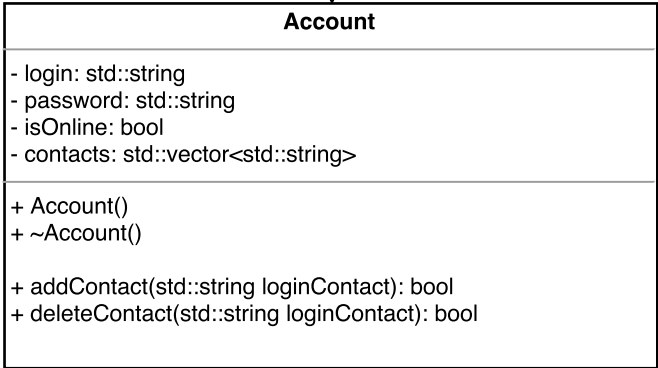 Account
- login: std::string
- password: std::string
- isOnline: bool
- contacts: std::vector<std::string>
+ Account()
+ ~Account()
+ addContact(std::string loginContact): bool
+ deleteContact(std::string loginContact): bool